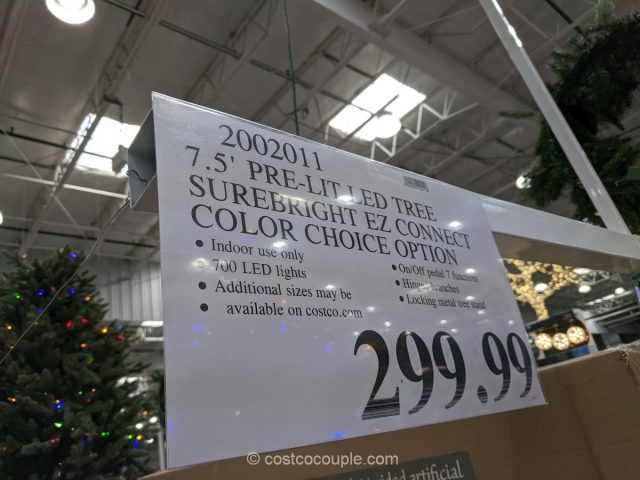 2002011
7.5' PRE-LIT LED TREE
SUREBRIGHT EZ CONNECT
COLOR CHOICE OPTION
• Indoor use only
• 700 LED lights
• Additional sizes may be
• available on costco.com
• On/Off pedal 7 functions
• Hinged branches
• Locking metal tree stand
299.99
© costcocouple.com
artificial